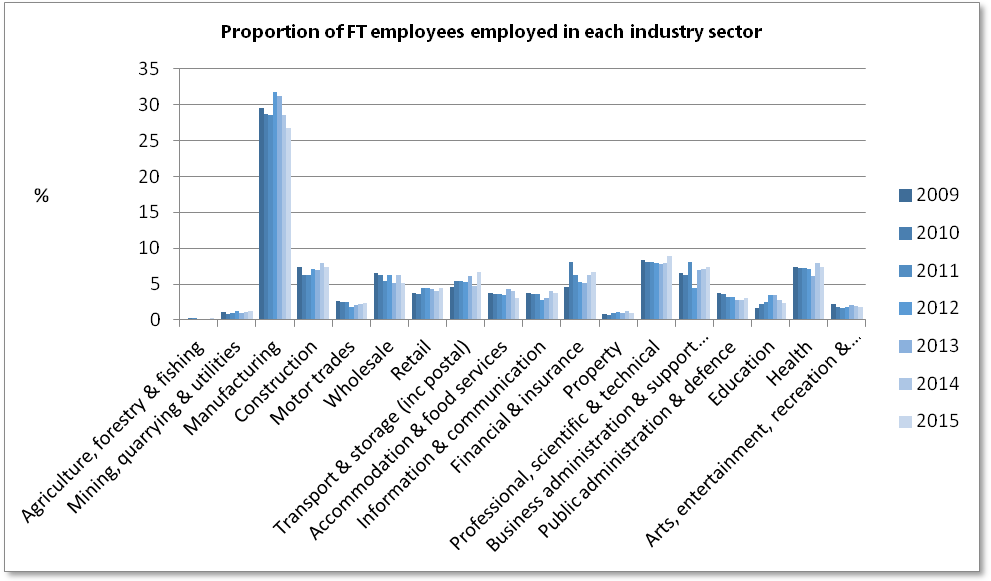 Proportion of FT employees employed in each industry sector
35
30
25
20
15
10
5
0
%
Agriculture, forestry & fishing
Mining, quarrying & utilities
Manufacturing
Construction
Motor trades
Wholesale
Retail
Transport & storage (inc postal)
Accommodation & food services
Information & communication
Financial & insurance
Property
Professional, scientific & technical
Business administration & support...
Public administration & defence
Education
Health
Arts, entertainment, recreation &...
2009
2010
2011
2012
2013
2014
2015